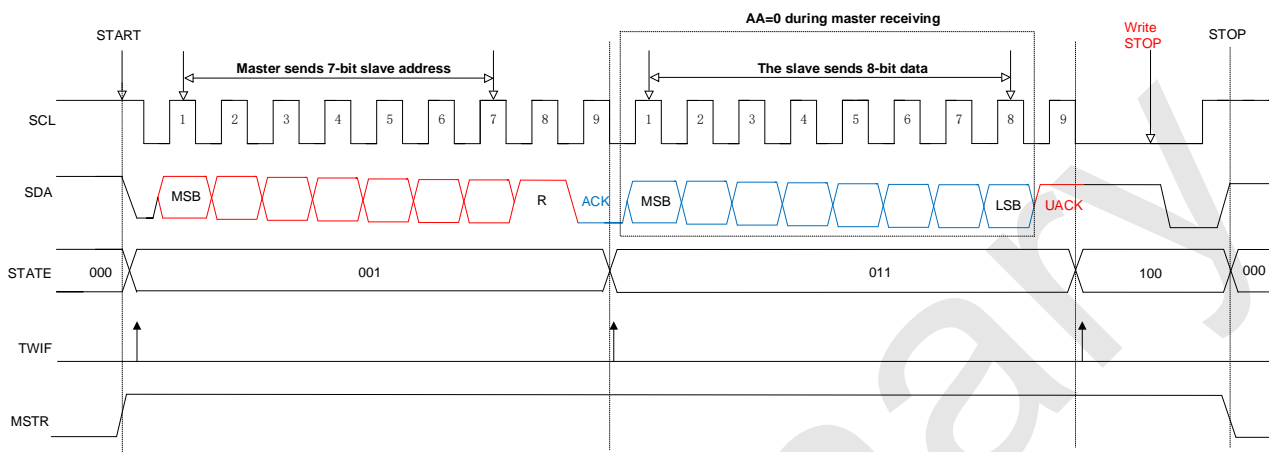 AA=0 during master receiving
START
Write
STOP
STOP
Master sends 7-bit slave address
The slave sends 8-bit data
SCL
1 2 3 4 5 6 7 8 9 1 2 3 4 5 6 7 8 9
SDA
MSB R ACK MSB LSB UACK
STATE
000 001 011 100 000
TWIF
MSTR